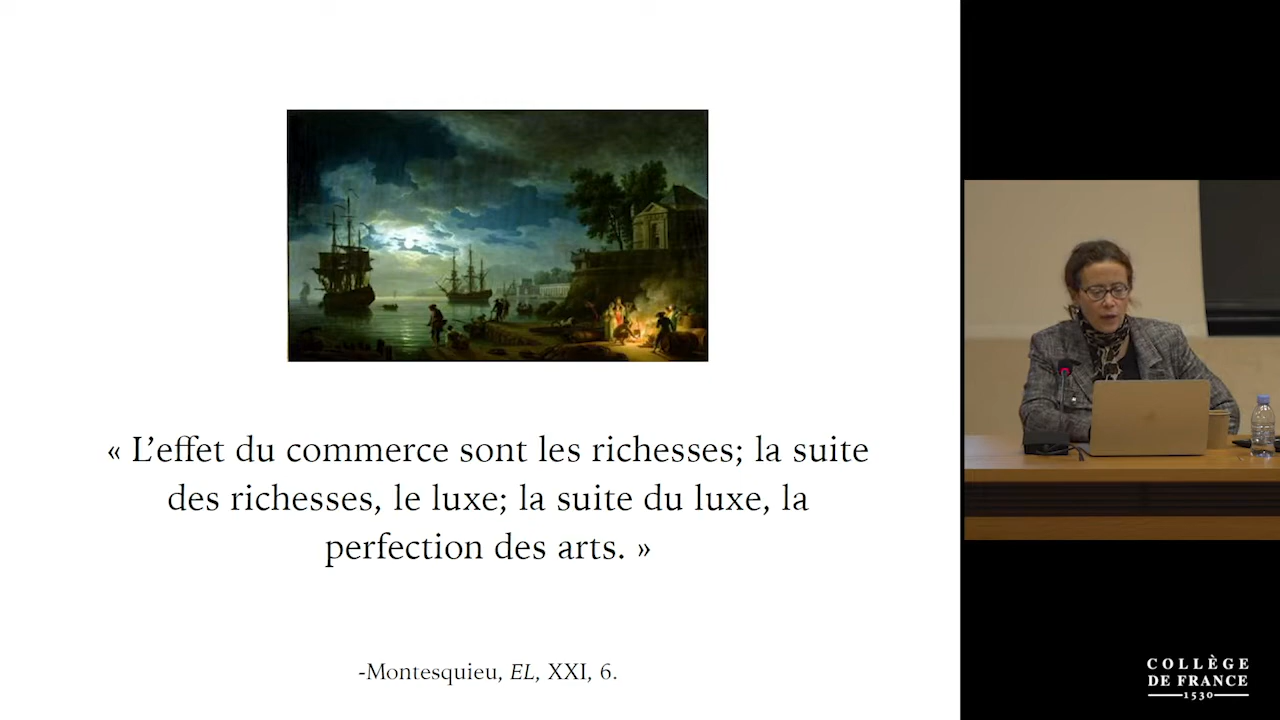 « L’effet du commerce sont les richesses; la suite
des richesses, le luxe; la suite du luxe, la
perfection des arts. »
-Montesquieu, EL, XXI, 6.
COLLÈGE
DE FRANCE
1530